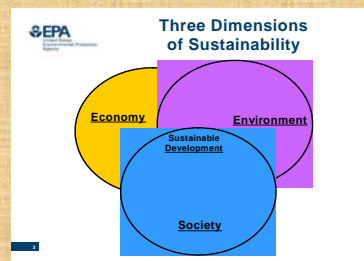 EPA
United States
Environmental Protection
Agency
Three Dimensions
of Sustainability
Economy
Environment
Sustainable
Development
Society
3